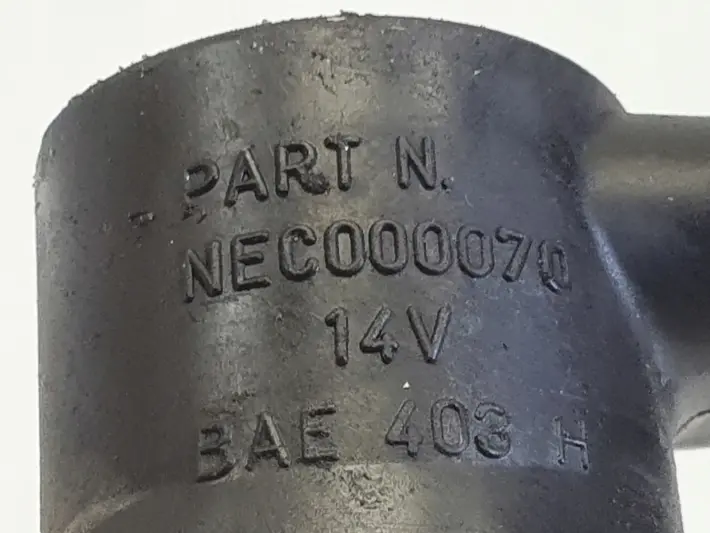 PART N.
NEC000070
14V
BAE 403 H